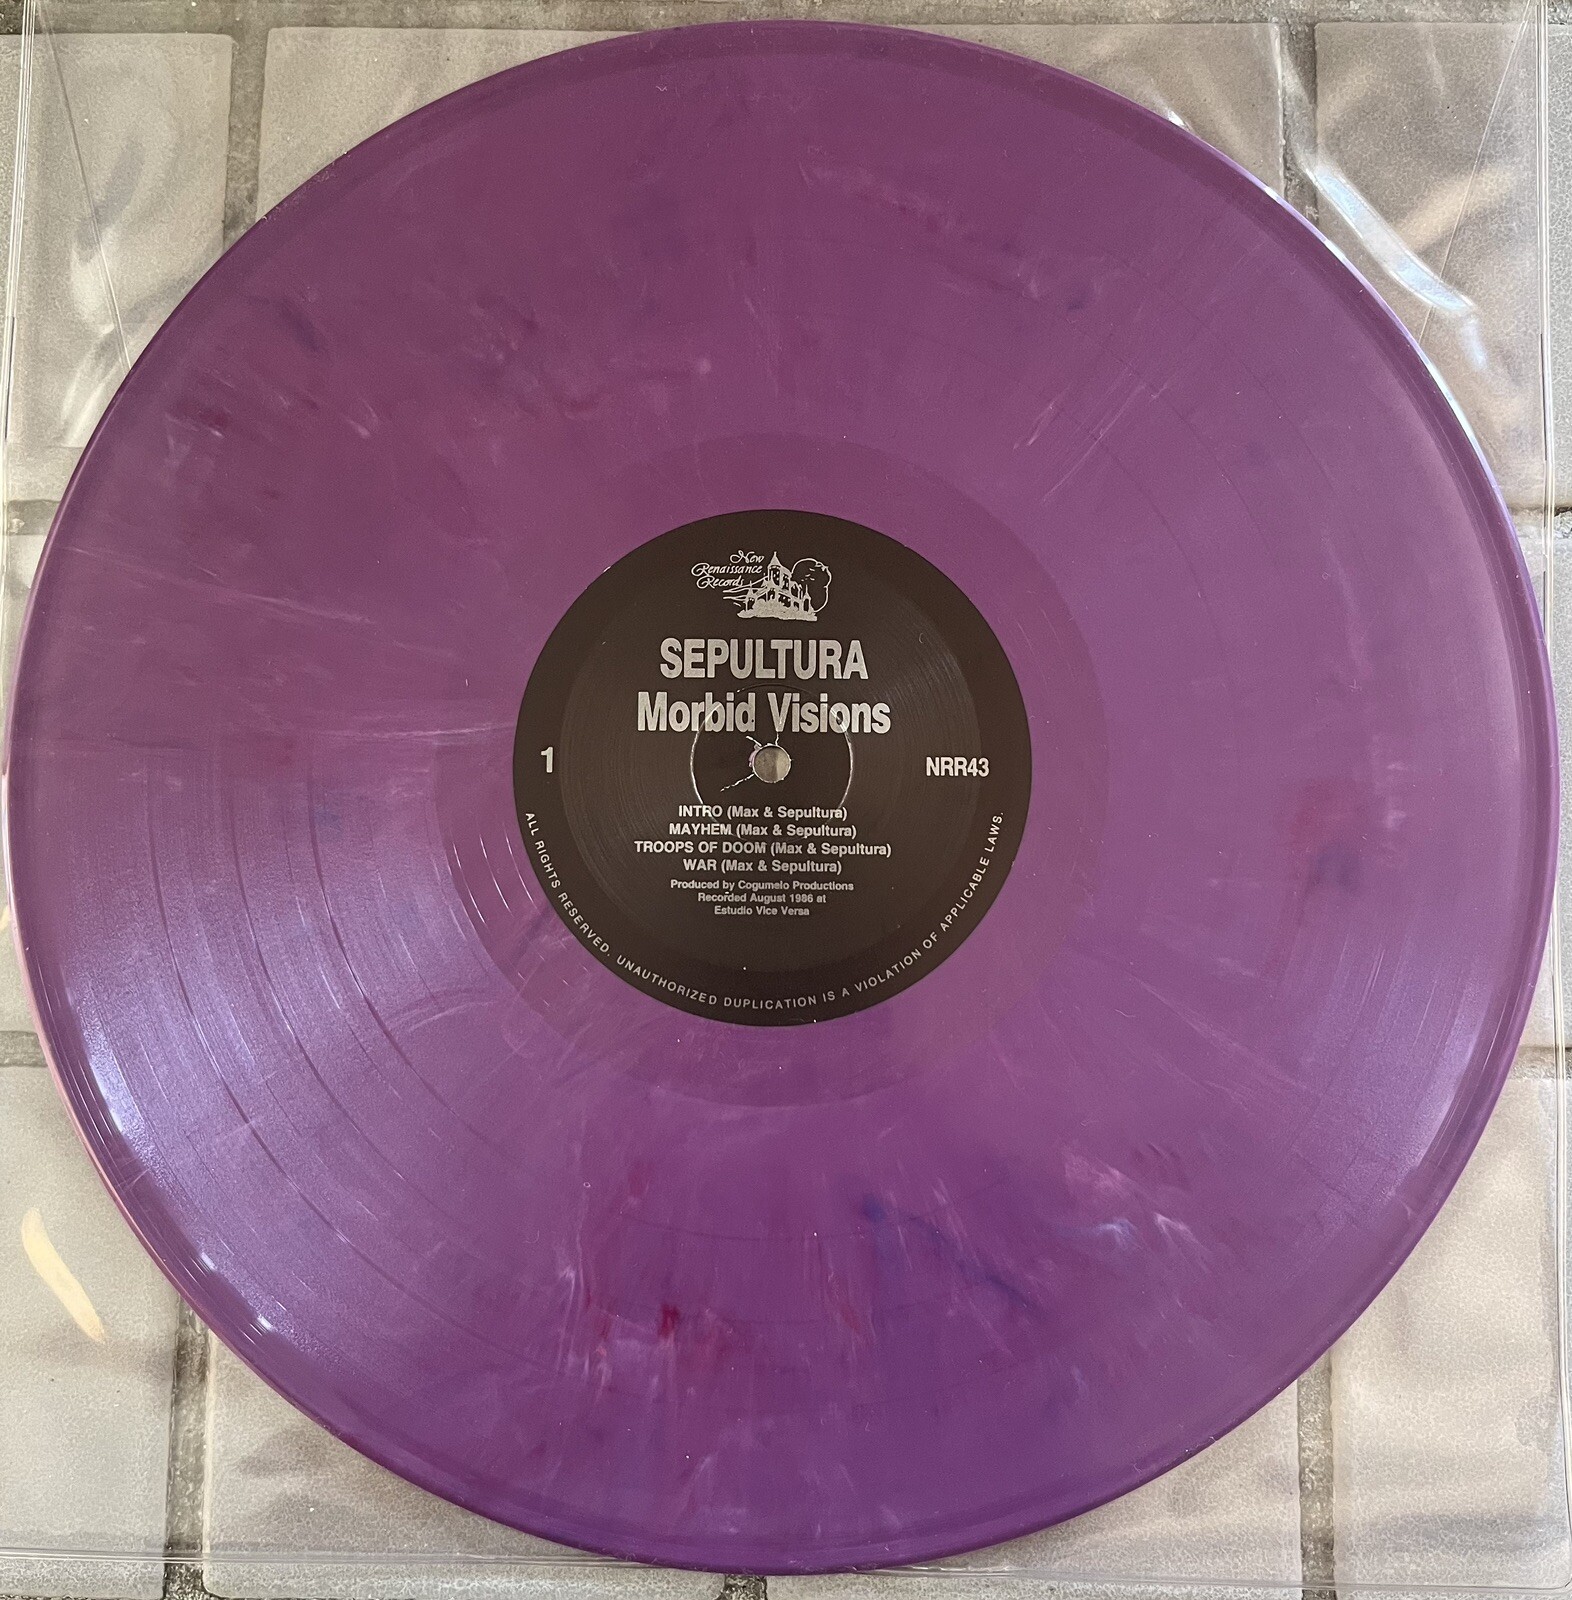 New
Renaissance
Records
SEPULTURA
Morbid Visions
1
NRR43
INTRO (Max & Sepultura)
MAYHEM (Max & Sepultura)
TROOPS OF DOOM (Max & Sepultura)
WAR (Max & Sepultura)
Produced by Cogumelo Productions
Recorded August 1986 at
Estudio Vice Versa
ALL RIGHTS RESERVED. UNAUTHORIZED DUPLICATION IS A VIOLATION OF APPLICABLE LAWS.